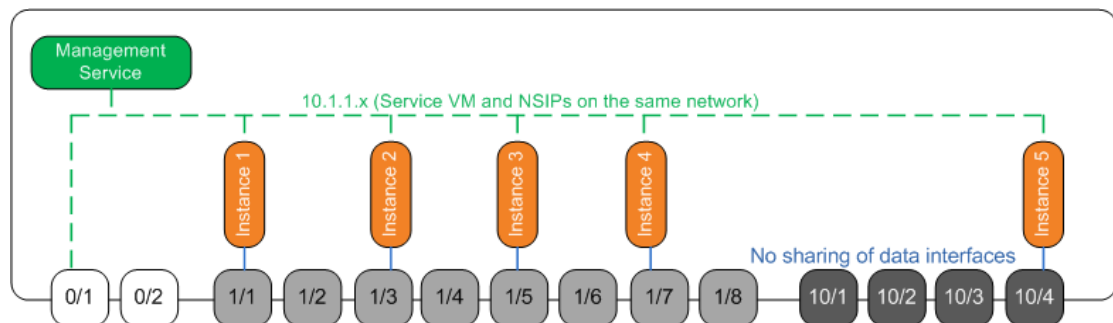 Management
Service
10.1.1.x (Service VM and NSIPs on the same network)
Instance 1
Instance 2
Instance 3
Instance 4
Instance 5
No sharing of data interfaces
0/1
0/2
1/1
1/2
1/3
1/4
1/5
1/6
1/7
1/8
10/1
10/2
10/3
10/4